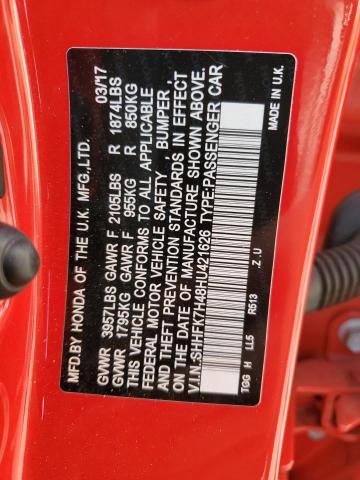 MFD.BY HONDA OF THE U.K. MFG.,LTD. 03/17
GVWR 3957LBS GAWR F 2105LBS R 1874LBS
GVWR 1795KG GAWR F 955KG R 850KG
THIS VEHICLE CONFORMS TO ALL APPLICABLE
FEDERAL MOTOR VEHICLE SAFETY , BUMPER ,
AND THEFT PREVENTION STANDARDS IN EFFECT
ON THE DATE OF MANUFACTURE SHOWN ABOVE.
V.I.N.:SHHFK7H48HU421626 TYPE:PASSENGER CAR
Z.U MADE IN U.K.
TGG H LL5 R513